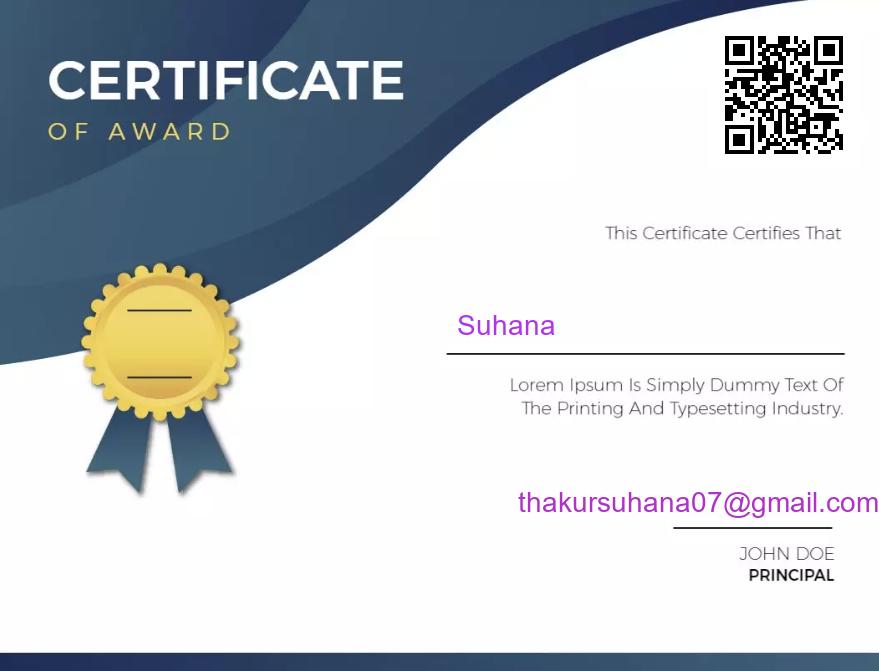 CERTIFICATE
OF AWARD
This Certificate Certifies That
Suhana
Lorem Ipsum Is Simply Dummy Text Of
The Printing And Typesetting Industry.
thakursuhana07@gmail.com
JOHN DOE
PRINCIPAL